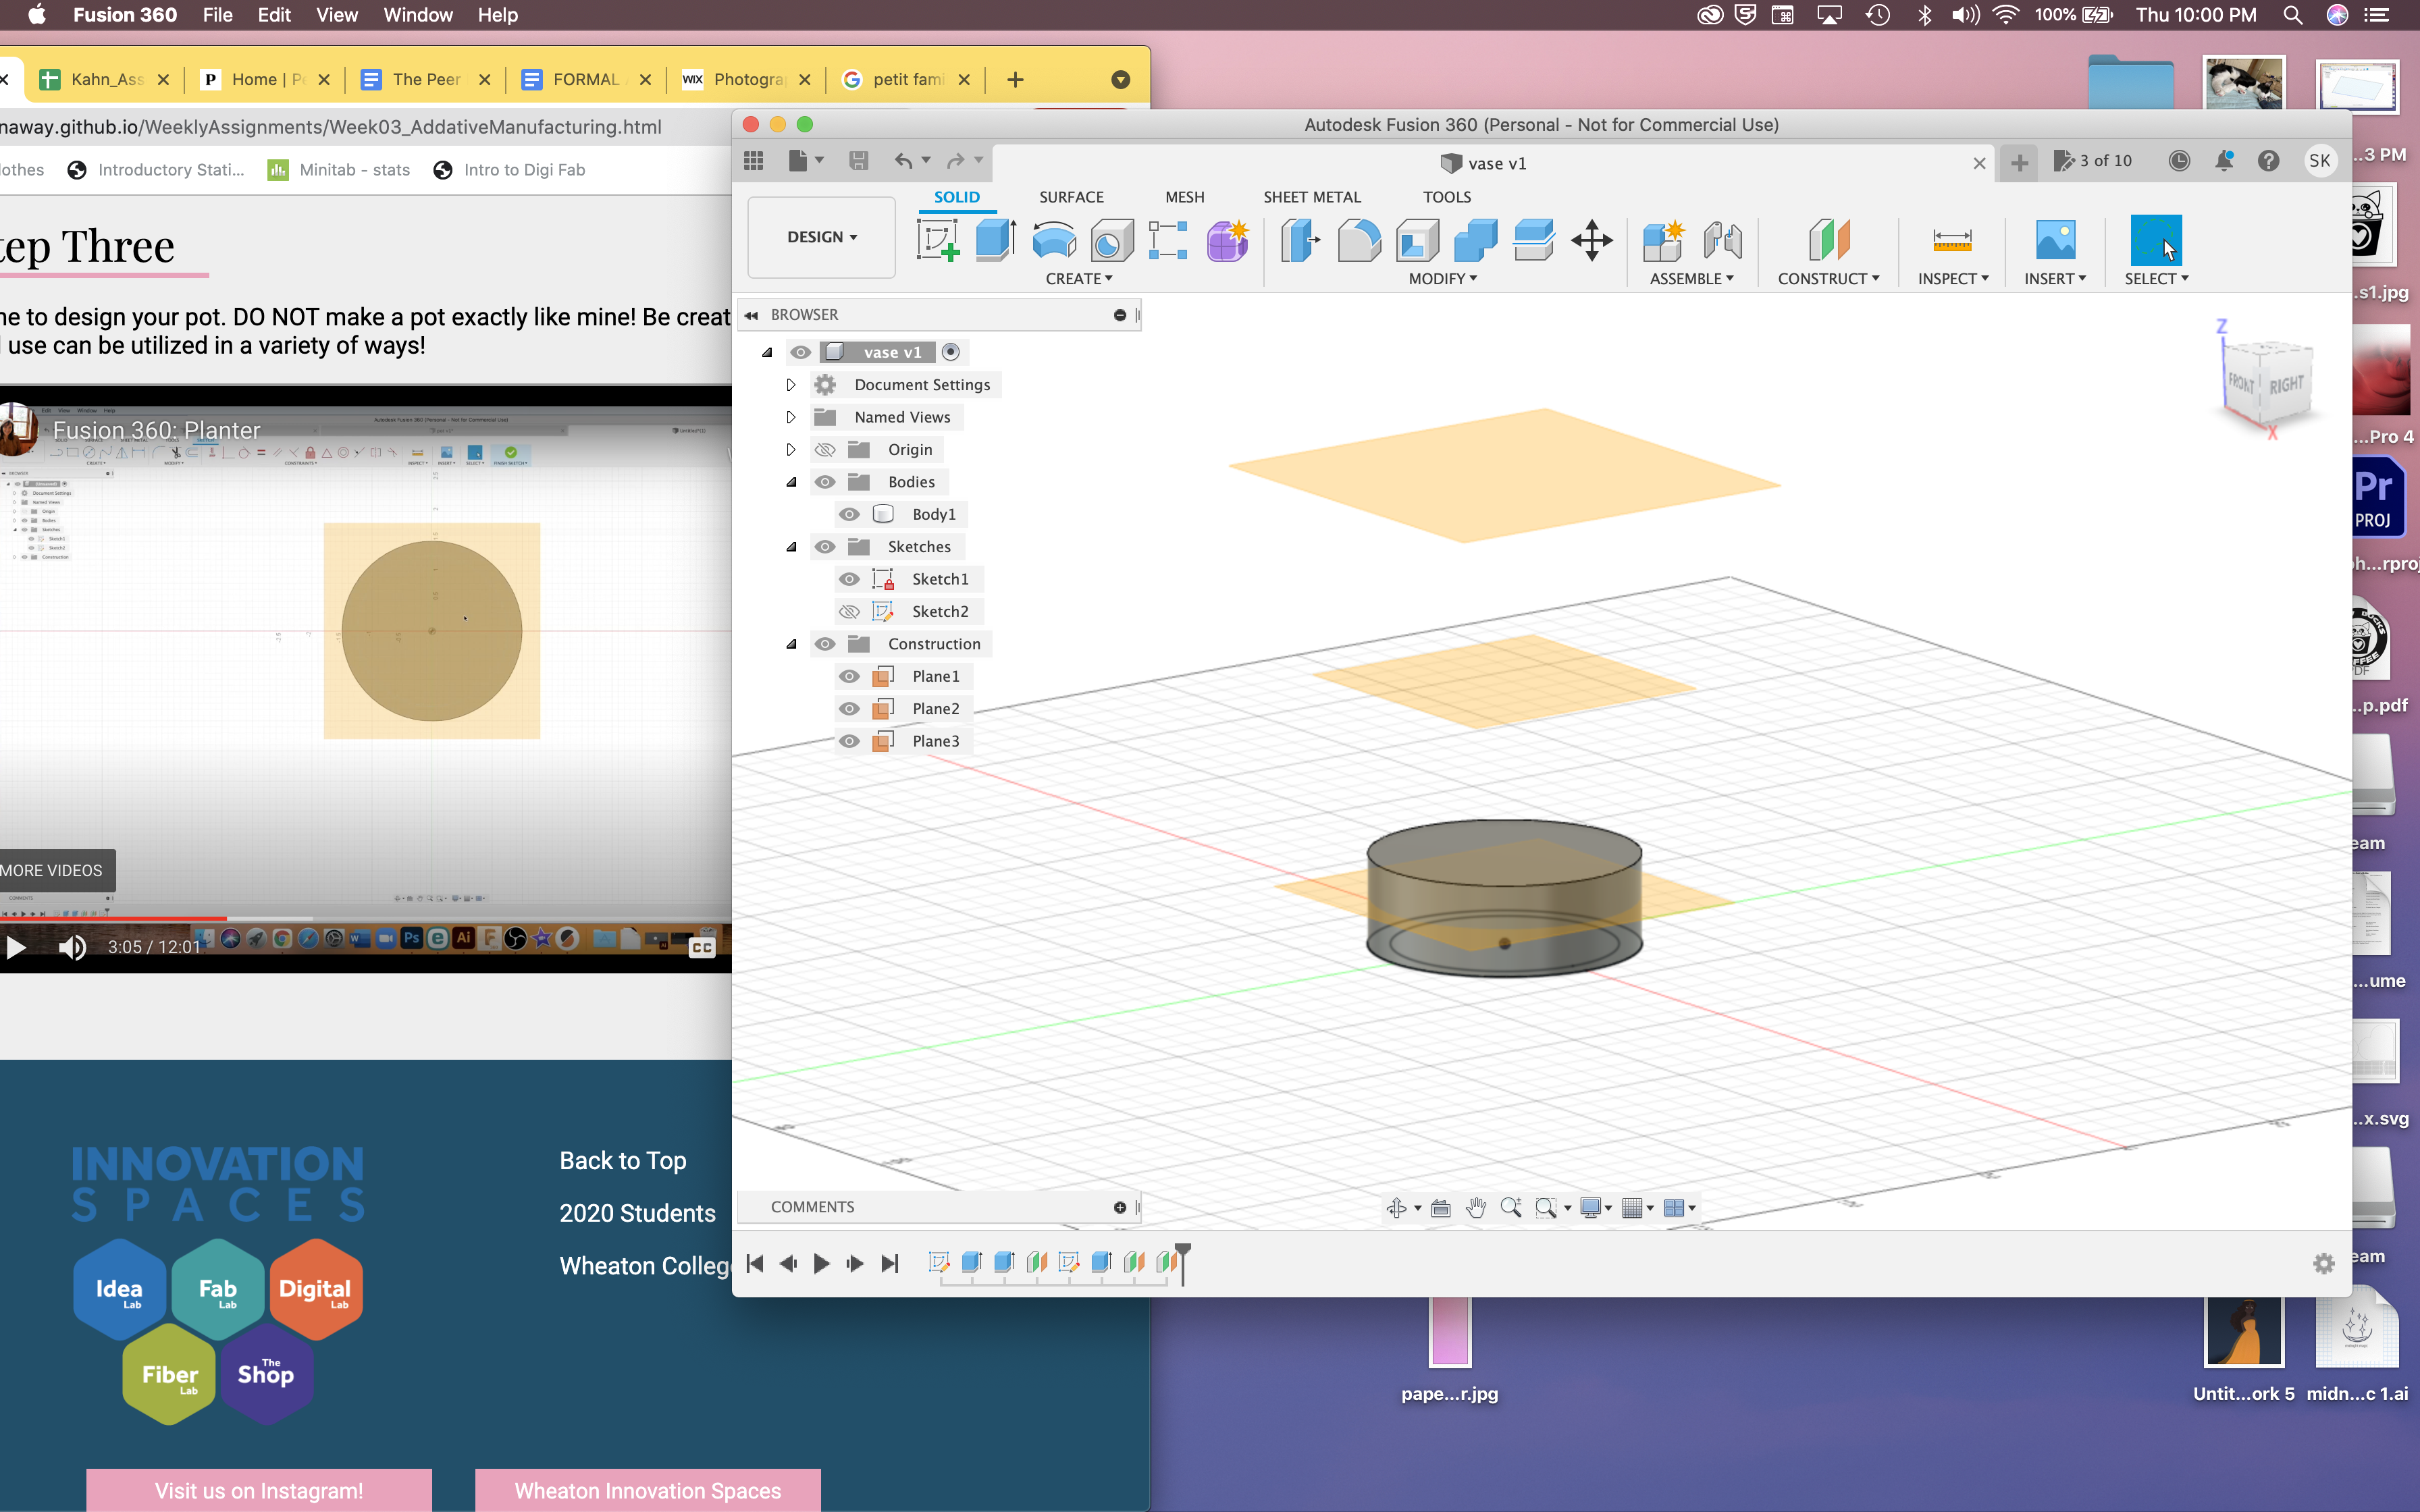 Fusion 360 File Edit View Window Help
100% Thu 10:00 PM
Kahn_Ass Home | Pe The Peer FORMAL WIX Photogra petit fami
naway.github.io/WeeklyAssignments/Week03_AddativeManufacturing.html
lothes Introductory Stati... Minitab - stats Intro to Digi Fab
tep Three
ne to design your pot. DO NOT make a pot exactly like mine! Be creat
l use can be utilized in a variety of ways!
Fusion 360: Planter
MORE VIDEOS
3:05 / 12:01
CC
INNOVATION
SPACES
Idea
Lab
Fab
Lab
Digital
Lab
Fiber
Lab
The
Shop
Back to Top
2020 Students
Wheaton Colleg
Visit us on Instagram!
Wheaton Innovation Spaces
Autodesk Fusion 360 (Personal - Not for Commercial Use)
vase v1
3 of 10
SK
SOLID SURFACE MESH SHEET METAL TOOLS
DESIGN
CREATE MODIFY ASSEMBLE CONSTRUCT INSPECT INSERT SELECT
BROWSER
vase v1
Document Settings
Named Views
Origin
Bodies
Body1
Sketches
Sketch1
Sketch2
Construction
Plane1
Plane2
Plane3
Z
FRONT RIGHT
X
COMMENTS
...3 PM
...s1.jpg
...Pro 4
Pr
PROJ
oh...rproj
PDF
...p.pdf
eam
...ume
...x.svg
eam
pape...r.jpg
Untit...ork 5
midn...c 1.ai